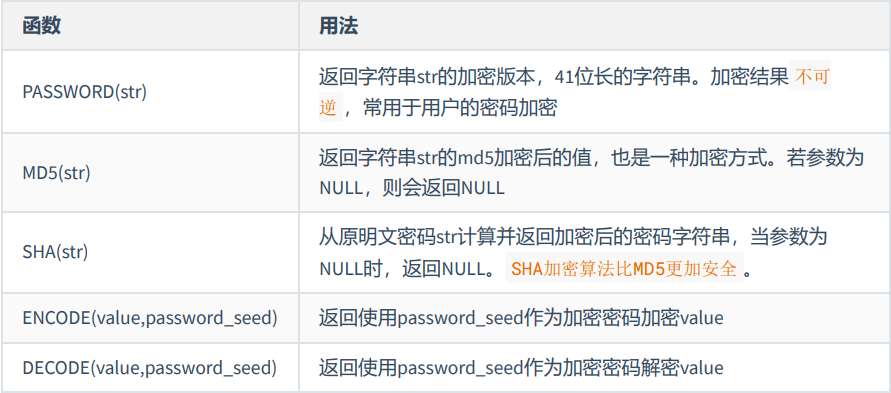 函数 用法
PASSWORD(str) 返回字符串str的加密版本，41位长的字符串。加密结果 不可
逆 ，常用于用户的密码加密
MD5(str) 返回字符串str的md5加密后的值，也是一种加密方式。若参数为
NULL，则会返回NULL
SHA(str) 从原明文密码str计算并返回加密后的密码字符串，当参数为
NULL时，返回NULL。 SHA加密算法比MD5更加安全 。
ENCODE(value,password_seed) 返回使用password_seed作为加密密码加密value
DECODE(value,password_seed) 返回使用password_seed作为加密密码解密value